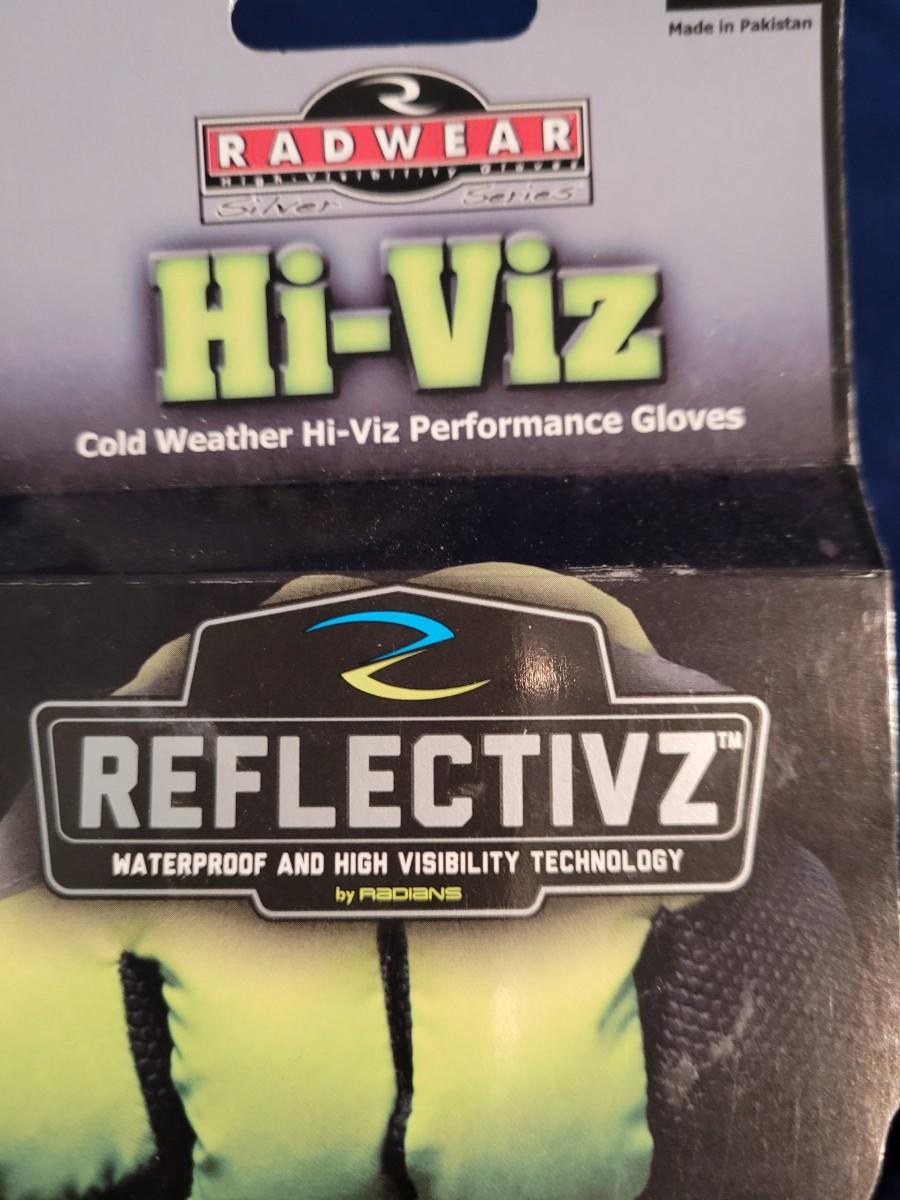 Made in Pakistan
RADWEAR
High-Visibility Gloves
Silver Series
Hi-Viz
Cold Weather Hi-Viz Performance Gloves
REFLECTIVZ™
WATERPROOF AND HIGH VISIBILITY TECHNOLOGY
by RADIANS